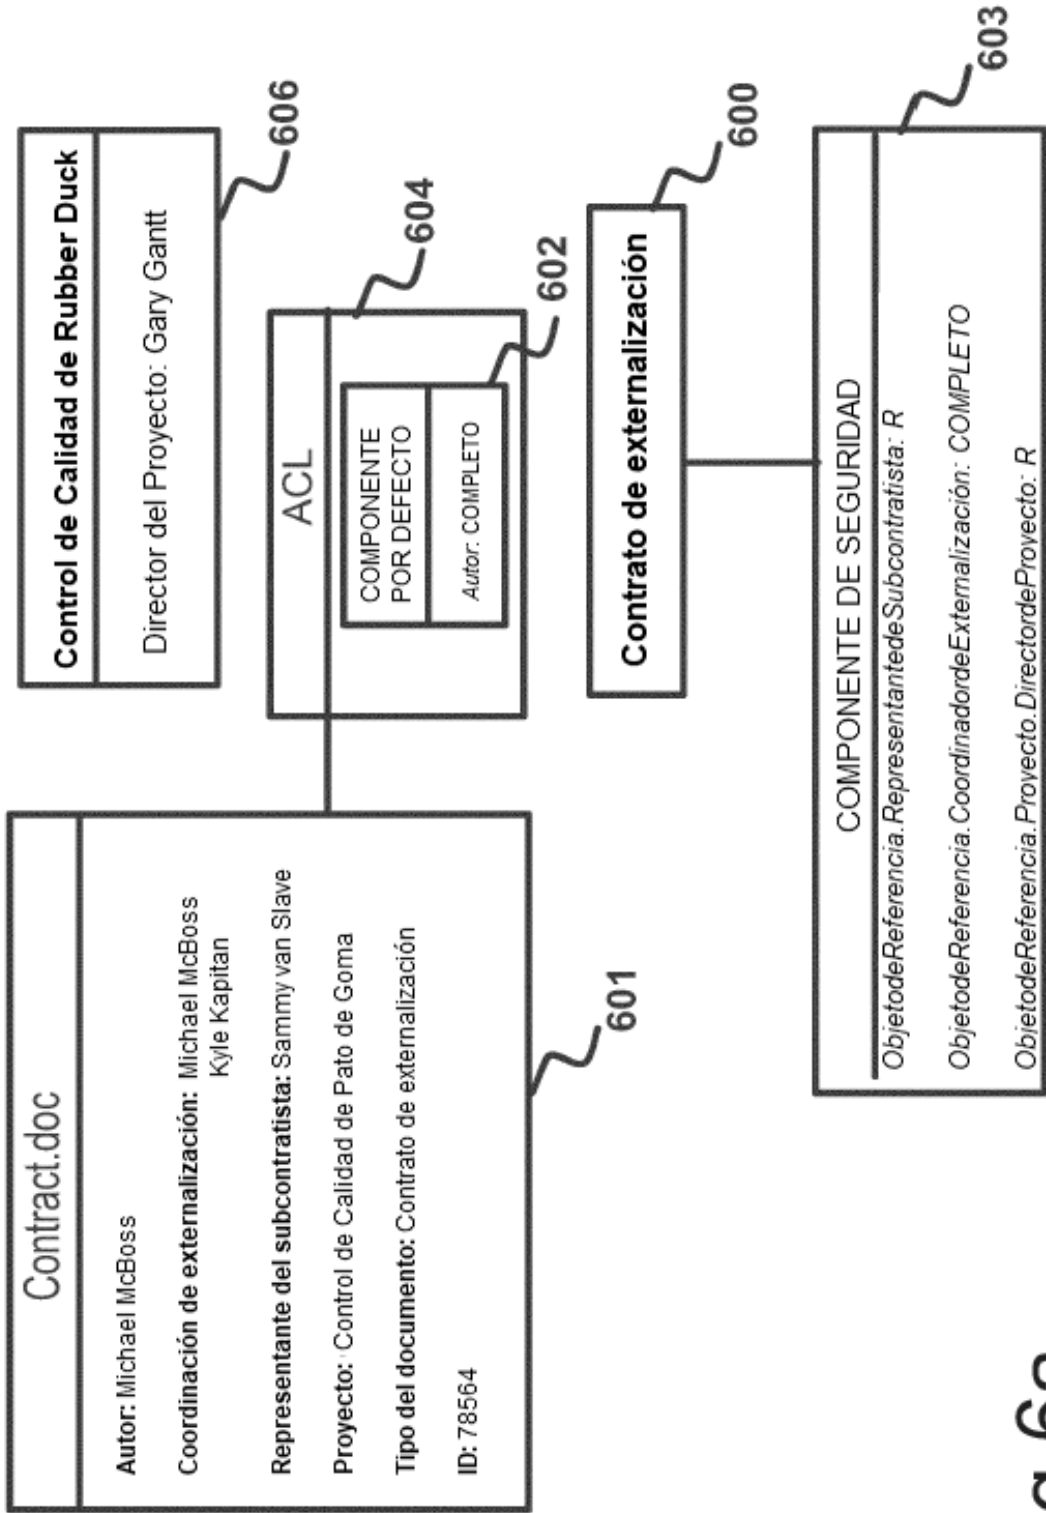 Contract.doc
Autor: Michael McBoss
Coordinación de externalización: Michael McBoss
Kyle Kapitan
Representante del subcontratista: Sammy van Slave
Proyecto: Control de Calidad de Pato de Goma
Tipo del documento: Contrato de externalización
ID: 78564
601
Control de Calidad de Rubber Duck
Director del Proyecto: Gary Gantt
606
ACL
604
COMPONENTE
POR DEFECTO
Autor: COMPLETO
602
Contrato de externalización
600
COMPONENTE DE SEGURIDAD
603
ObjetodeReferencia.RepresentantedeSubcontratista: R
ObjetodeReferencia.CoordinadordeExternalización: COMPLETO
ObjetodeReferencia.Proyecto.DirectordeProyecto: R